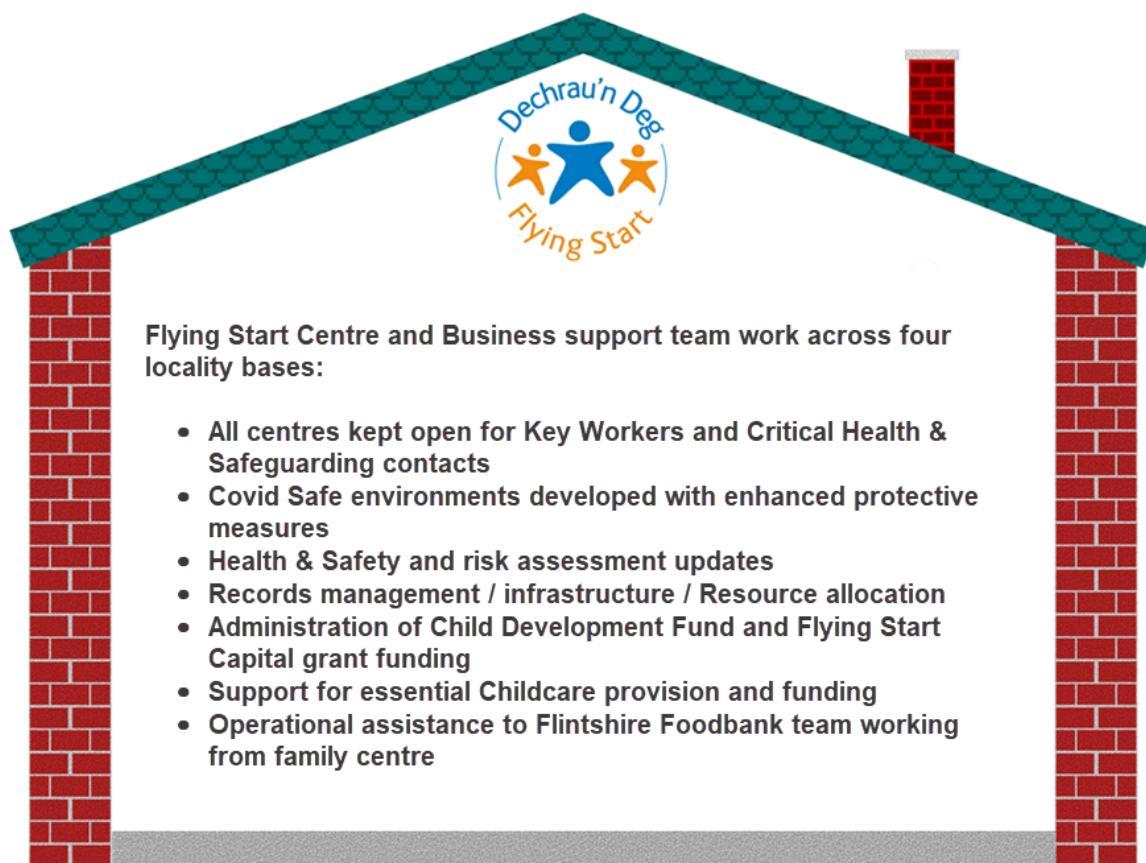 Dechrau'n Deg
Flying Start
Flying Start Centre and Business support team work across four
locality bases:
• All centres kept open for Key Workers and Critical Health &
Safeguarding contacts
• Covid Safe environments developed with enhanced protective
measures
• Health & Safety and risk assessment updates
• Records management / infrastructure / Resource allocation
• Administration of Child Development Fund and Flying Start
Capital grant funding
• Support for essential Childcare provision and funding
• Operational assistance to Flintshire Foodbank team working
from family centre